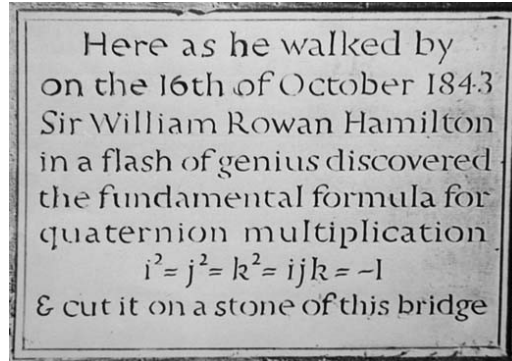 Here as he walked by
on the 16th of October 1843
Sir William Rowan Hamilton
in a flash of genius discovered
the fundamental formula for
quaternion multiplication
i² = j² = k² = ijk = −1
& cut it on a stone of this bridge